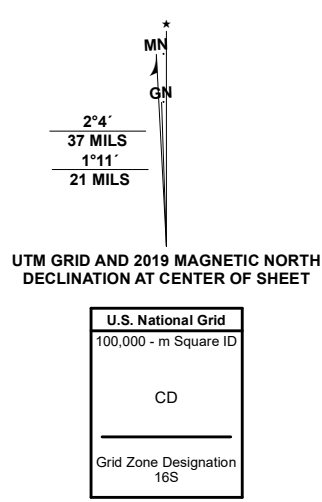 MN
GN
2°4´
37 MILS
1°11´
21 MILS
UTM GRID AND 2019 MAGNETIC NORTH
DECLINATION AT CENTER OF SHEET
U.S. National Grid
100,000 - m Square ID
CD
Grid Zone Designation
16S